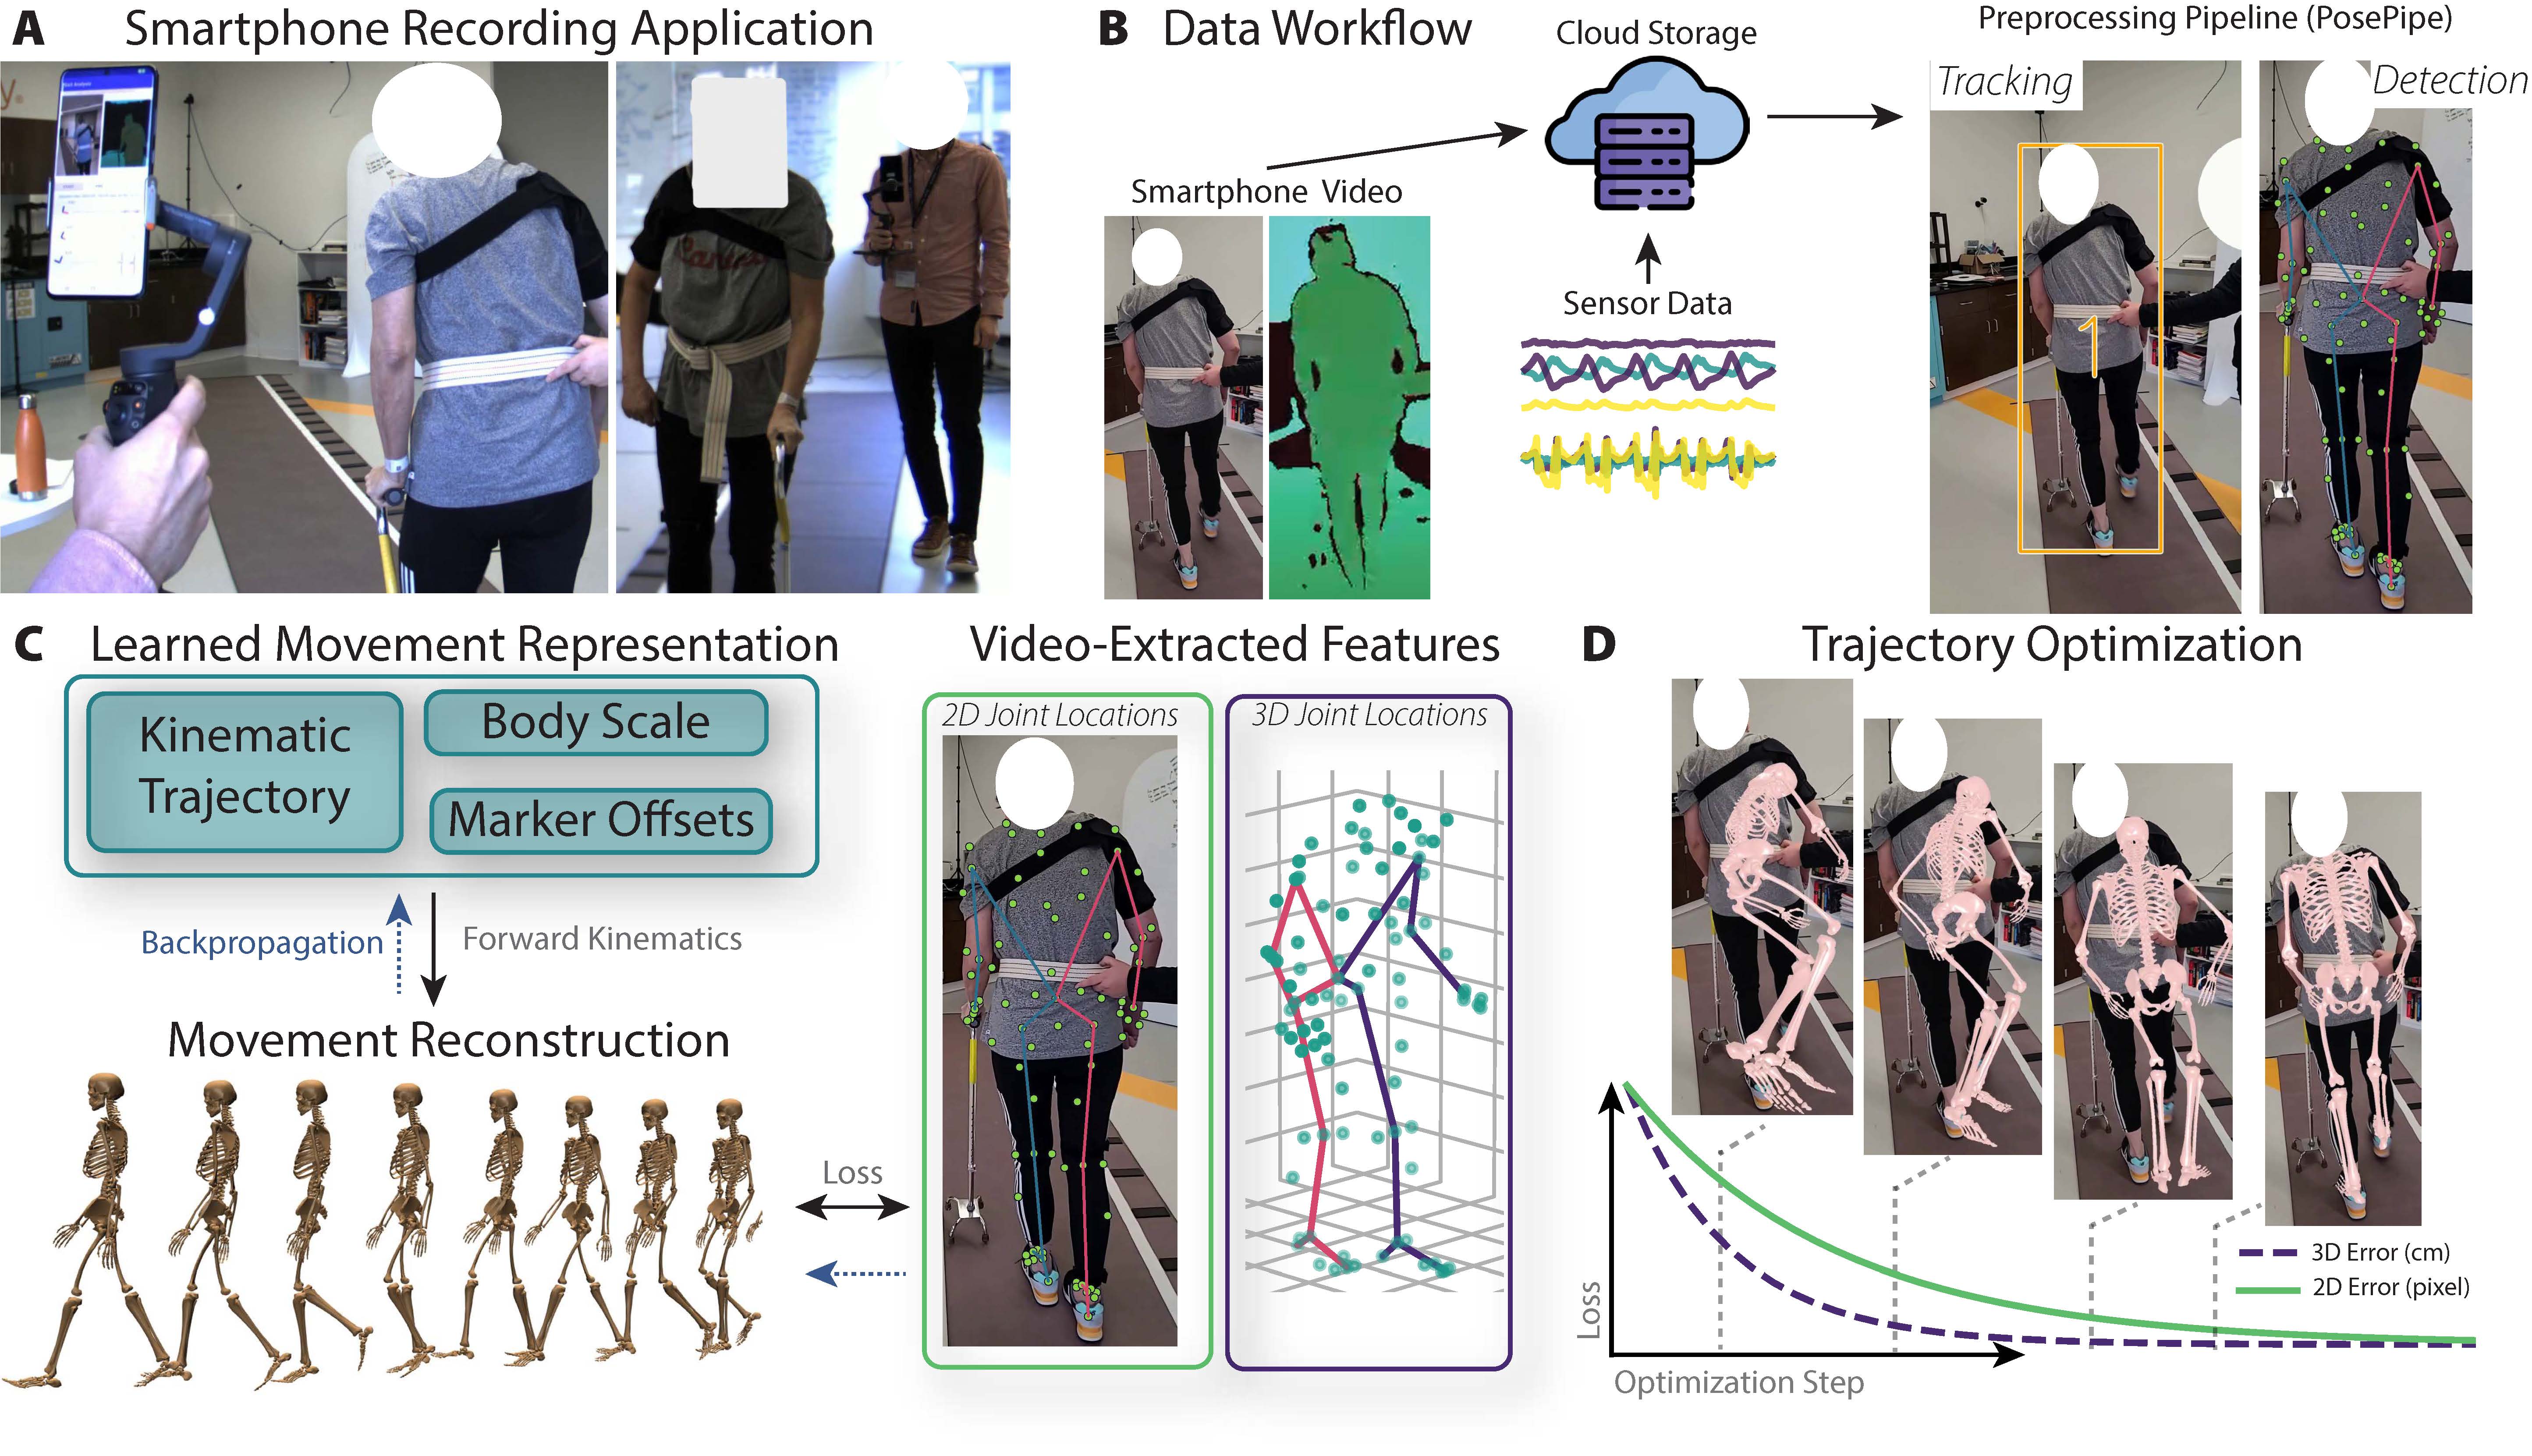 A Smartphone Recording Application
B Data Workflow
Cloud Storage
Preprocessing Pipeline (PosePipe)
Tracking
Detection
Smartphone Video
Sensor Data
1
C Learned Movement Representation
Kinematic
Trajectory
Body Scale
Marker Offsets
Backpropagation
Forward Kinematics
Movement Reconstruction
Loss
Video-Extracted Features
2D Joint Locations
3D Joint Locations
D Trajectory Optimization
3D Error (cm)
2D Error (pixel)
Loss
Optimization Step